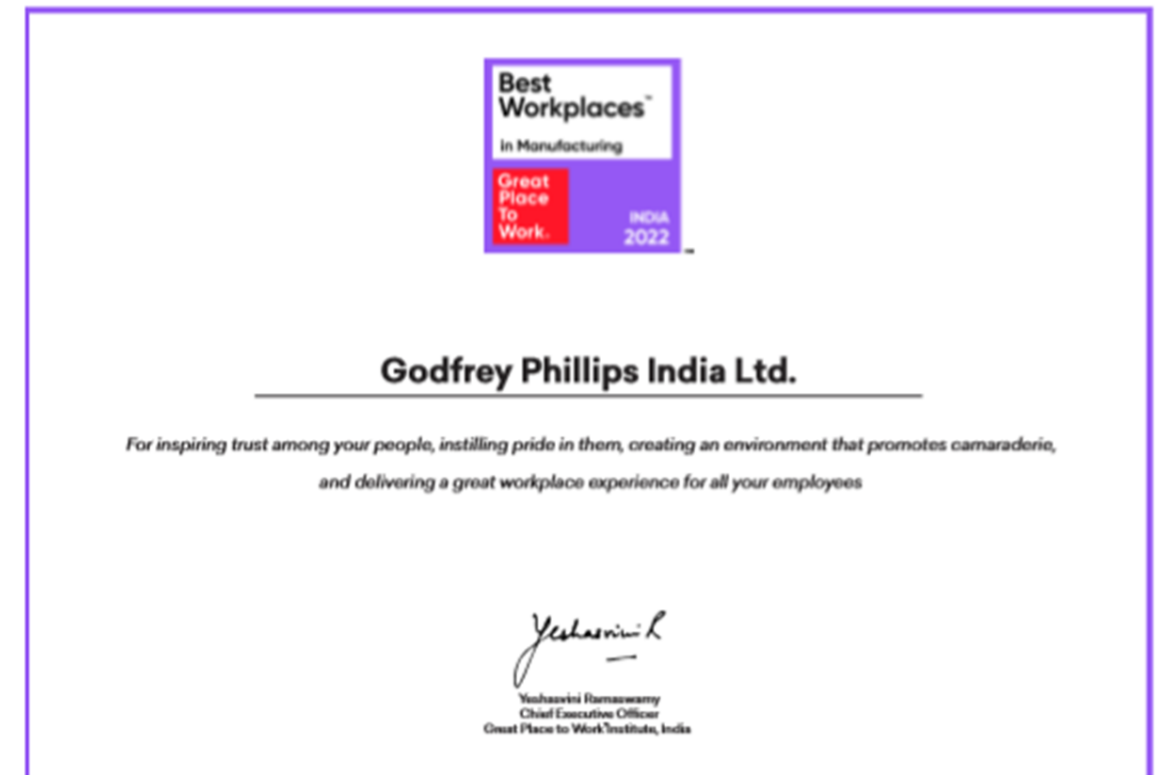 Best
Workplaces™
in Manufacturing
Great
Place
To
Work.
INDIA
2022
™
Godfrey Phillips India Ltd.
For inspiring trust among your people, instilling pride in them, creating an environment that promotes camaraderie,
and delivering a great workplace experience for all your employees
Yeshasvini R
Yeshasvini Ramaswamy
Chief Executive Officer
Great Place to Work® Institute, India